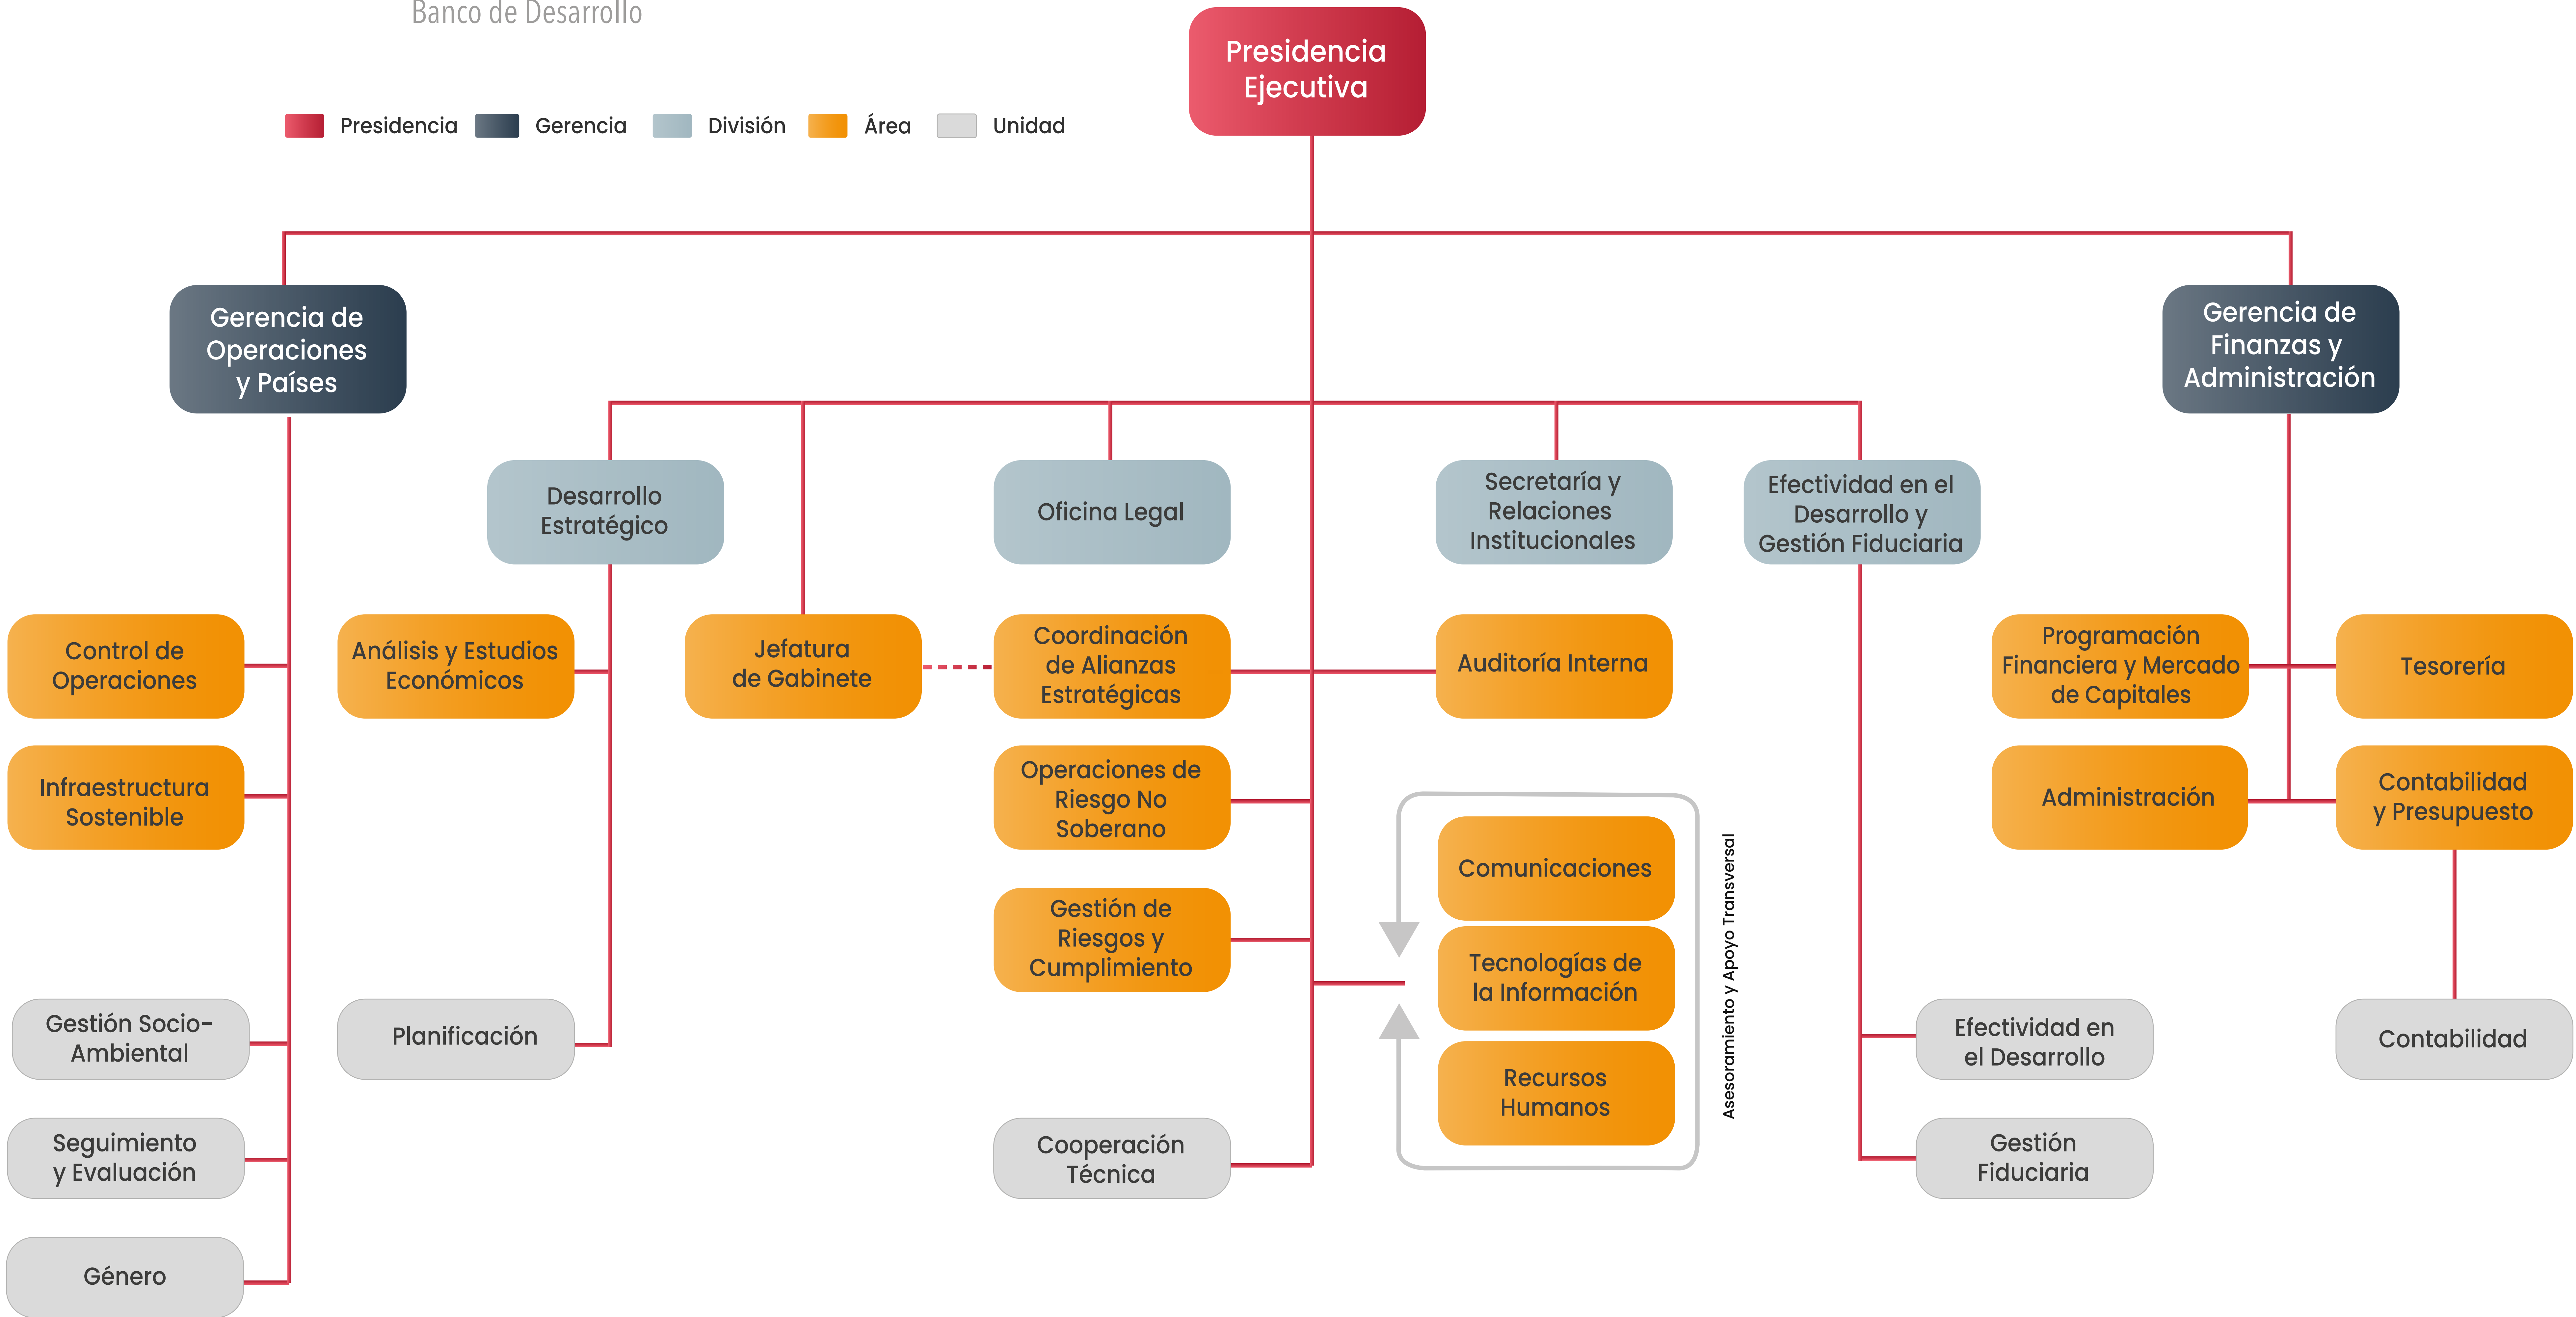 Banco de Desarrollo
Presidencia
Ejecutiva
Presidencia
Gerencia
División
Área
Unidad
Gerencia de
Operaciones
y Países
Gerencia de
Finanzas y
Administración
Desarrollo
Estratégico
Oficina Legal
Secretaría y
Relaciones
Institucionales
Efectividad en el
Desarrollo y
Gestión Fiduciaria
Control de
Operaciones
Análisis y Estudios
Económicos
Jefatura
de Gabinete
Coordinación
de Alianzas
Estratégicas
Auditoría Interna
Programación
Financiera y Mercado
de Capitales
Tesorería
Infraestructura
Sostenible
Operaciones de
Riesgo No
Soberano
Administración
Contabilidad
y Presupuesto
Comunicaciones
Gestión de
Riesgos y
Cumplimiento
Tecnologías de
la Información
Recursos
Humanos
Asesoramiento y Apoyo Transversal
Gestión Socio-
Ambiental
Planificación
Efectividad en
el Desarrollo
Contabilidad
Seguimiento
y Evaluación
Cooperación
Técnica
Gestión
Fiduciaria
Género